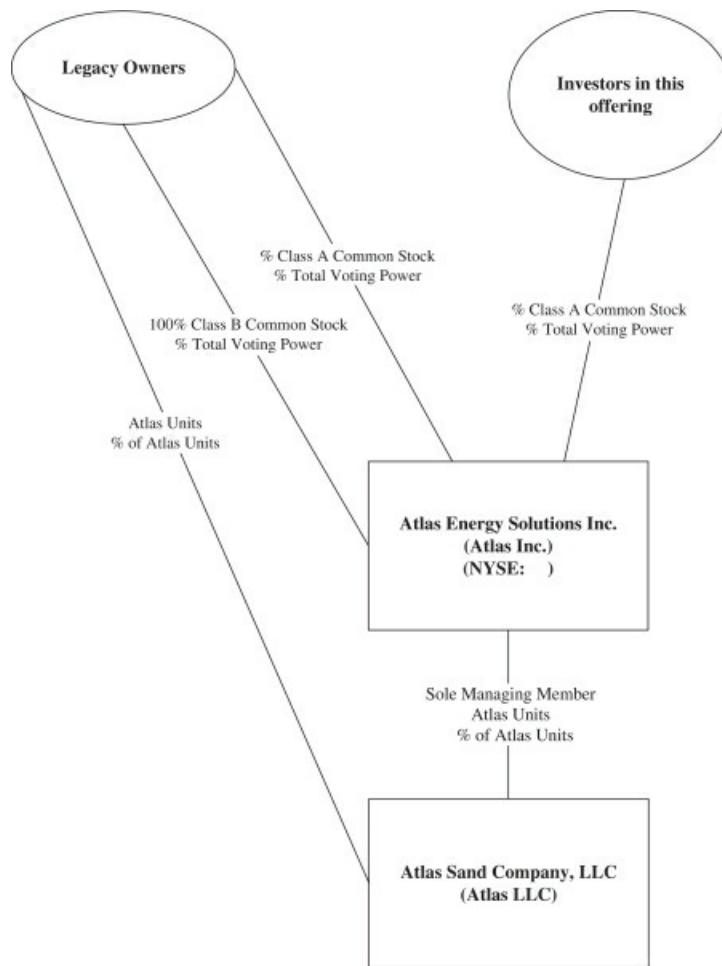 Legacy Owners
Investors in this
offering
% Class A Common Stock
% Total Voting Power
% Class A Common Stock
% Total Voting Power
100% Class B Common Stock
% Total Voting Power
Atlas Units
% of Atlas Units
Atlas Energy Solutions Inc.
(Atlas Inc.)
(NYSE:     )
Sole Managing Member
Atlas Units
% of Atlas Units
Atlas Sand Company, LLC
(Atlas LLC)